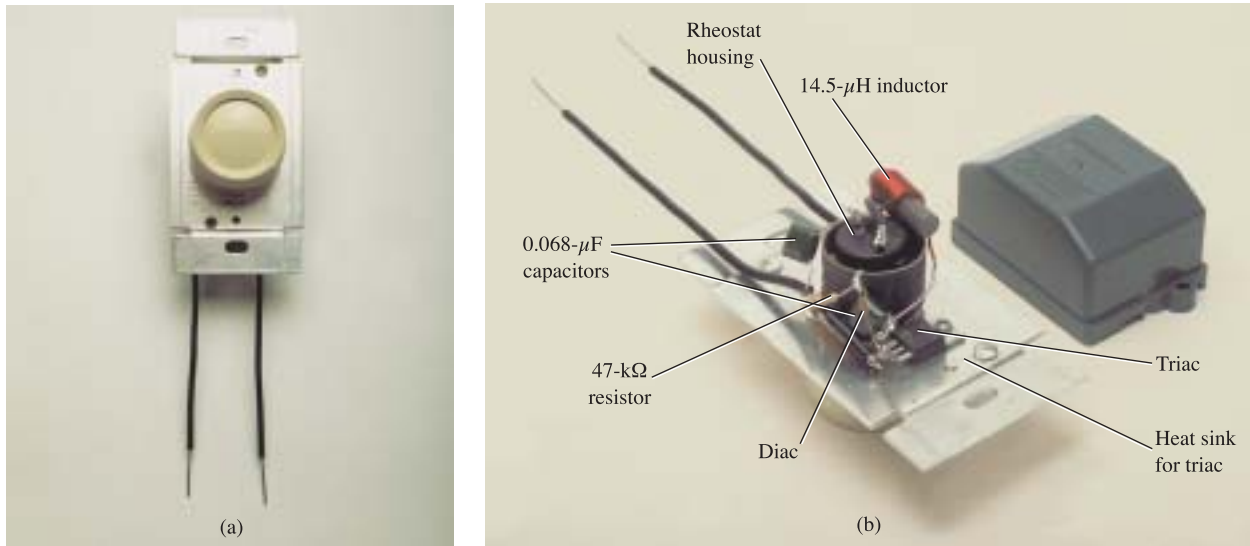 Rheostat
housing
14.5-µH inductor
0.068-µF
capacitors
47-kΩ
resistor
Diac
Triac
Heat sink
for triac
(a)
(b)